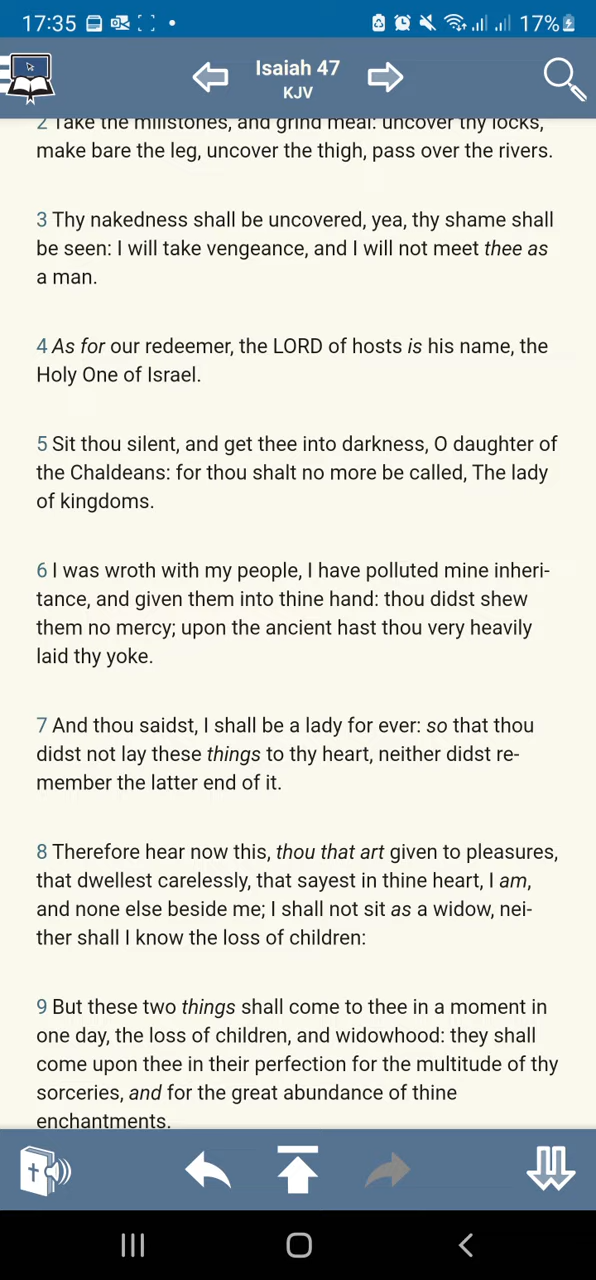 17:35
17%
Isaiah 47
KJV
2 Take the millstones, and grind meal: uncover thy locks,
make bare the leg, uncover the thigh, pass over the rivers.
3 Thy nakedness shall be uncovered, yea, thy shame shall
be seen: I will take vengeance, and I will not meet thee as
a man.
4 As for our redeemer, the LORD of hosts is his name, the
Holy One of Israel.
5 Sit thou silent, and get thee into darkness, O daughter of
the Chaldeans: for thou shalt no more be called, The lady
of kingdoms.
6 I was wroth with my people, I have polluted mine inheri-
tance, and given them into thine hand: thou didst shew
them no mercy; upon the ancient hast thou very heavily
laid thy yoke.
7 And thou saidst, I shall be a lady for ever: so that thou
didst not lay these things to thy heart, neither didst re-
member the latter end of it.
8 Therefore hear now this, thou that art given to pleasures,
that dwellest carelessly, that sayest in thine heart, I am,
and none else beside me; I shall not sit as a widow, nei-
ther shall I know the loss of children:
9 But these two things shall come to thee in a moment in
one day, the loss of children, and widowhood: they shall
come upon thee in their perfection for the multitude of thy
sorceries, and for the great abundance of thine
enchantments.